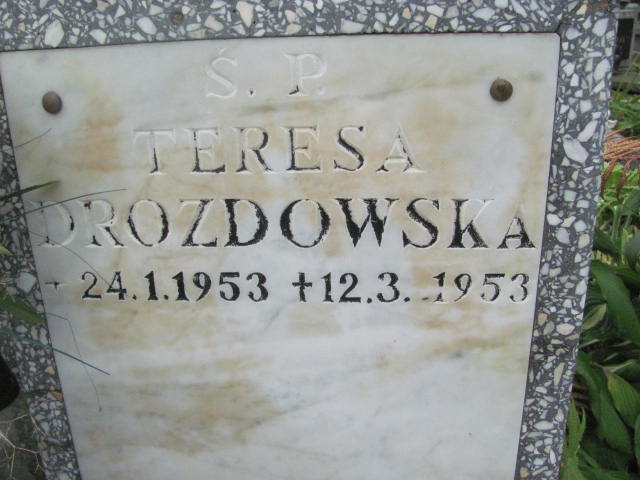 Ś. P.
TERESA
DROZDOWSKA
* 24.1.1953 †12.3.1953